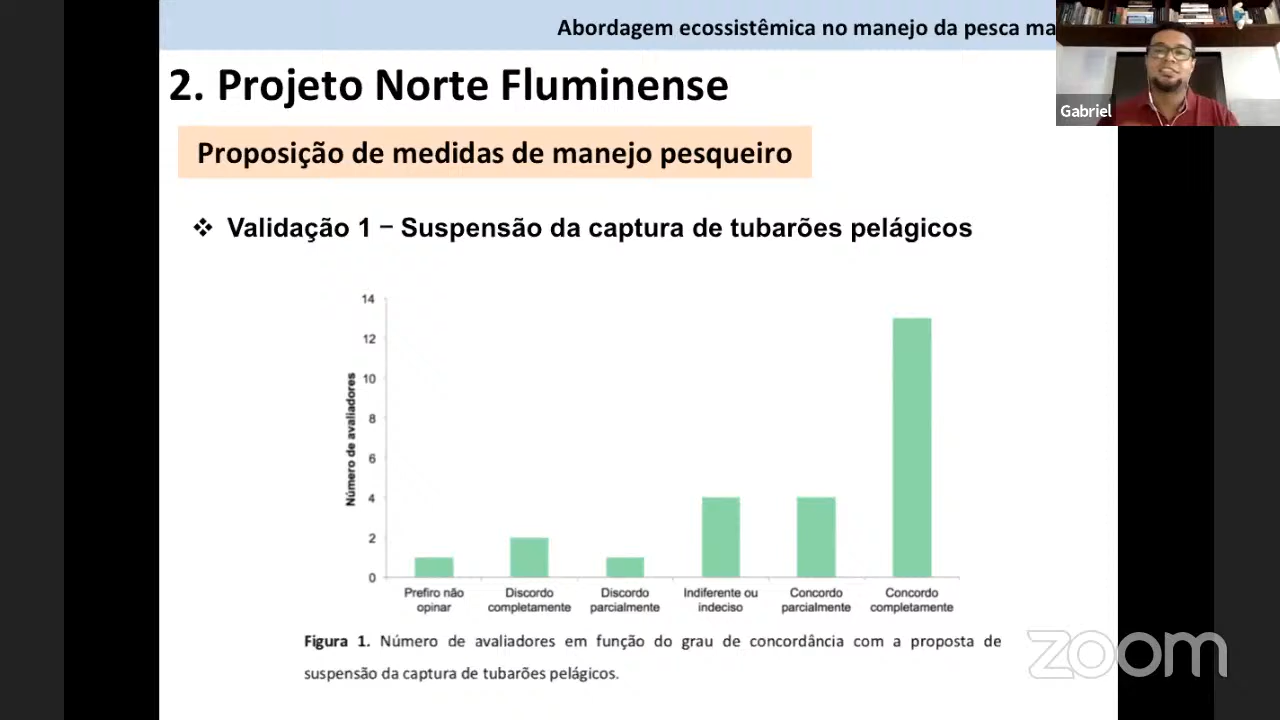 Abordagem ecossistêmica no manejo da pesca ma
Gabriel
2. Projeto Norte Fluminense
Proposição de medidas de manejo pesqueiro
❖ Validação 1 – Suspensão da captura de tubarões pelágicos
14
12
10
8
6
4
2
0
Número de avaliadores
Prefiro não
opinar
Discordo
completamente
Discordo
parcialmente
Indiferente ou
indeciso
Concordo
parcialmente
Concordo
completamente
Figura 1. Número de avaliadores em função do grau de concordância com a proposta de
suspensão da captura de tubarões pelágicos.
zoom